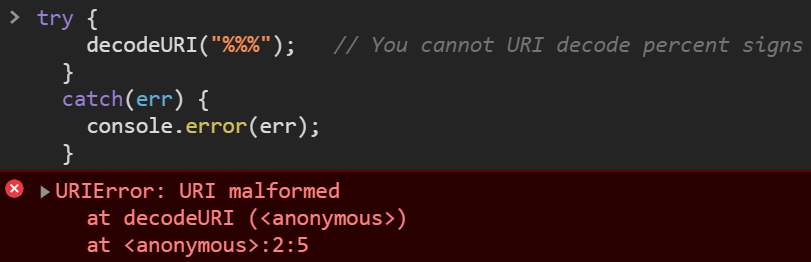 try {
decodeURI("%%%");   // You cannot URI decode percent signs
}
catch(err) {
console.error(err);
}
URIError: URI malformed
at decodeURI (<anonymous>)
at <anonymous>:2:5